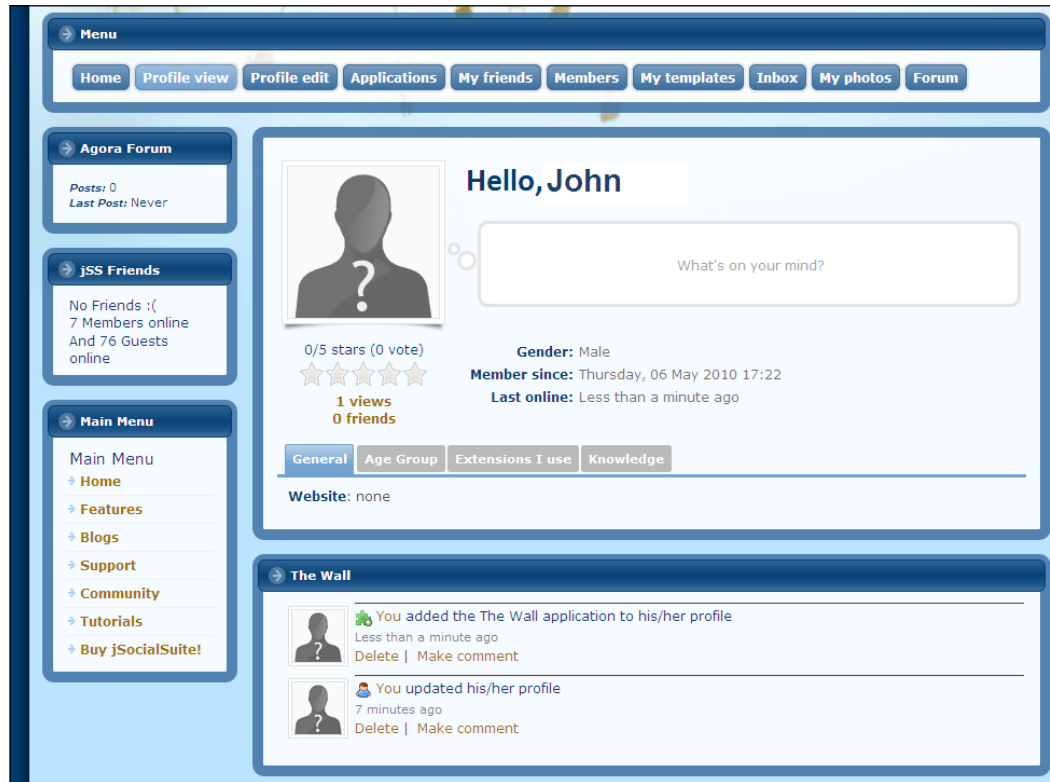 Menu
Home Profile view Profile edit Applications My friends Members My templates Inbox My photos Forum
Agora Forum
Posts: 0
Last Post: Never
jSS Friends
No Friends :(
7 Members online
And 76 Guests
online
Main Menu
Main Menu
Home
Features
Blogs
Support
Community
Tutorials
Buy jSocialSuite!
Hello, John
What's on your mind?
?
0/5 stars (0 vote)
1 views
0 friends
Gender: Male
Member since: Thursday, 06 May 2010 17:22
Last online: Less than a minute ago
General Age Group Extensions I use Knowledge
Website: none
The Wall
?
You added the The Wall application to his/her profile
Less than a minute ago
Delete | Make comment
?
You updated his/her profile
7 minutes ago
Delete | Make comment